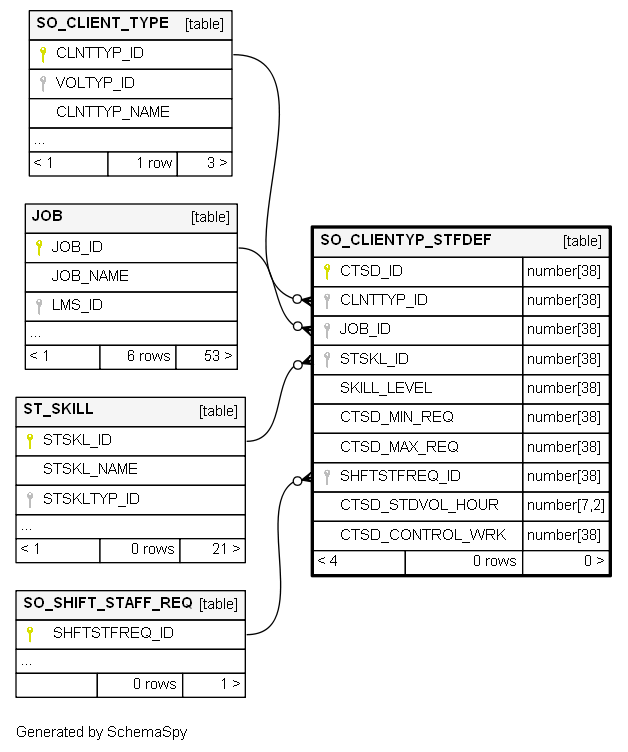 SO_CLIENT_TYPE [table]
CLNTTYP_ID
VOLTYP_ID
CLNTTYP_NAME
...
< 1 1 row 3 >
JOB [table]
JOB_ID
JOB_NAME
LMS_ID
...
< 1 6 rows 53 >
ST_SKILL [table]
STSKL_ID
STSKL_NAME
STSKLTYP_ID
...
< 1 0 rows 21 >
SO_SHIFT_STAFF_REQ [table]
SHFTSTFREQ_ID
...
0 rows 1 >
SO_CLIENTYP_STFDEF [table]
CTSD_ID number[38]
CLNTTYP_ID number[38]
JOB_ID number[38]
STSKL_ID number[38]
SKILL_LEVEL number[38]
CTSD_MIN_REQ number[38]
CTSD_MAX_REQ number[38]
SHFTSTFREQ_ID number[38]
CTSD_STDVOL_HOUR number[7,2]
CTSD_CONTROL_WRK number[38]
< 4 0 rows 0 >
Generated by SchemaSpy